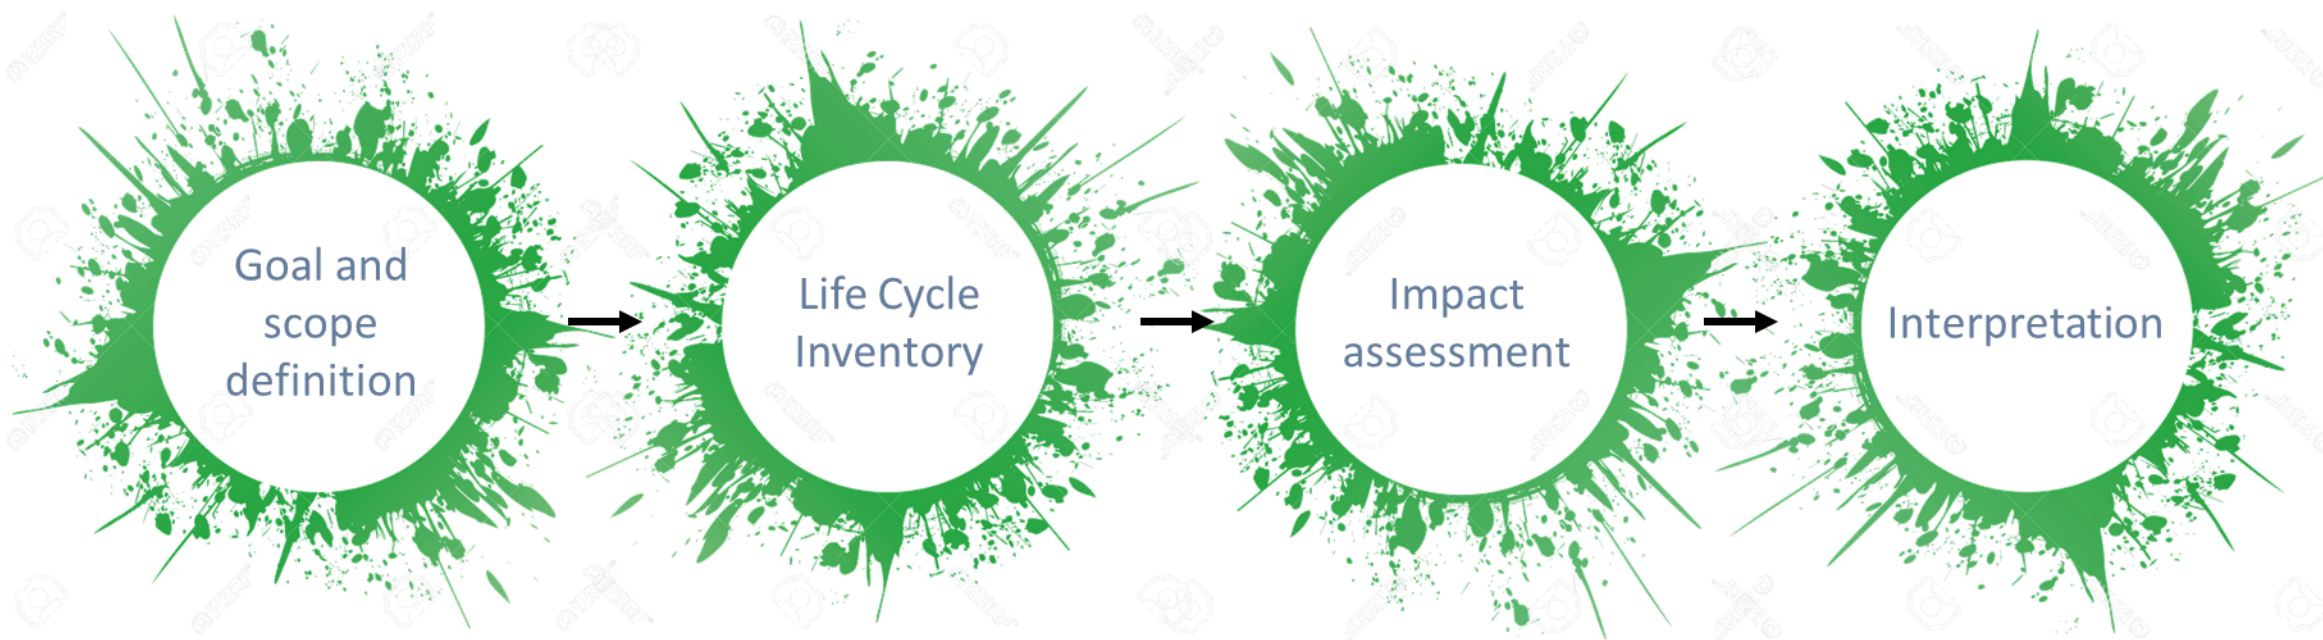 Goal and
scope
definition
Life Cycle
Inventory
Impact
assessment
Interpretation